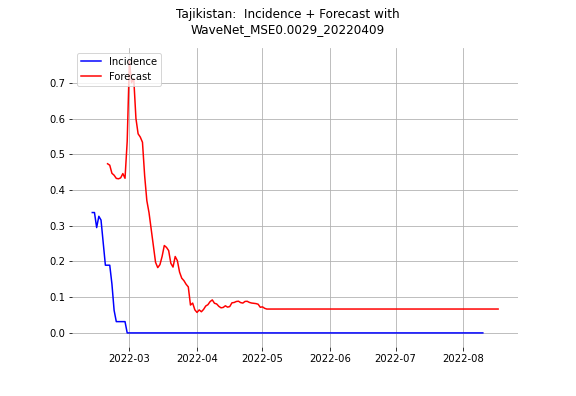 Tajikistan:  Incidence + Forecast with
WaveNet_MSE0.0029_20220409
Incidence
Forecast
0.7
0.6
0.5
0.4
0.3
0.2
0.1
0.0
2022-03 2022-04 2022-05 2022-06 2022-07 2022-08